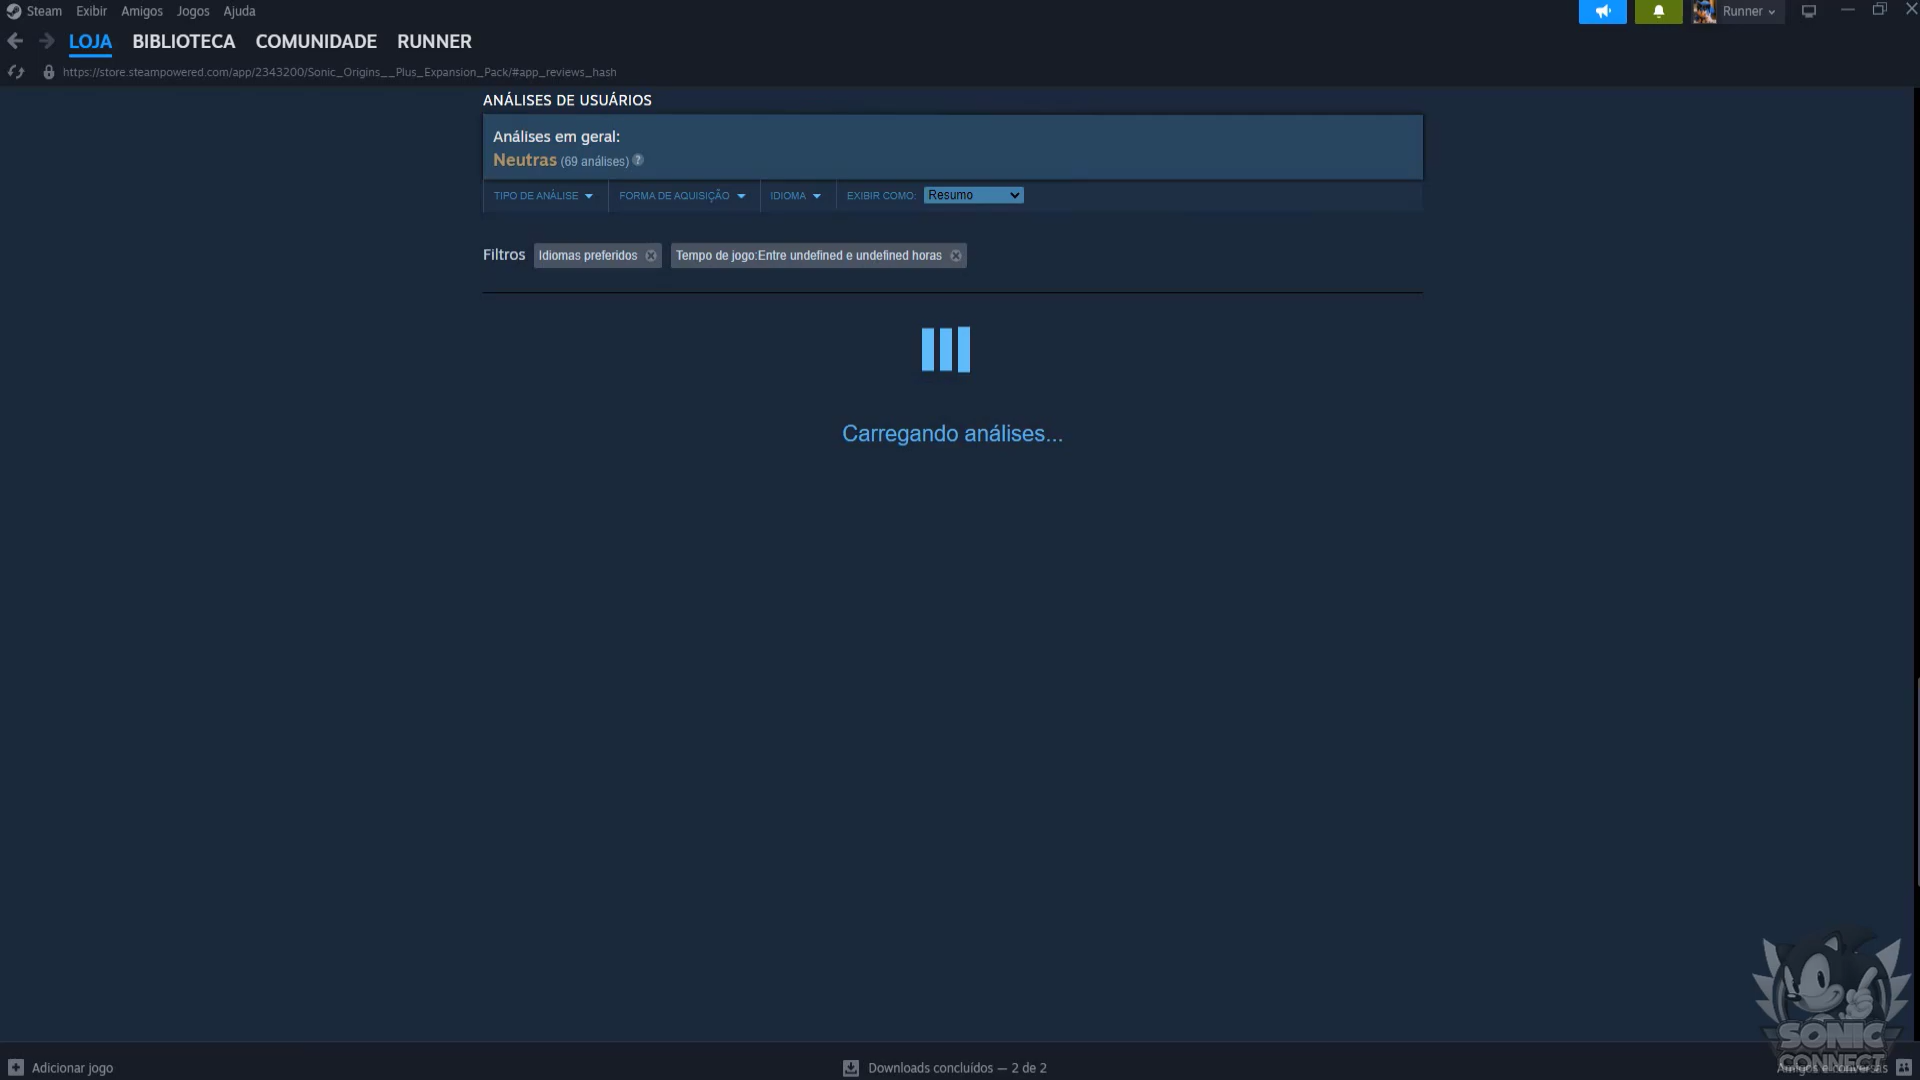 Steam Exibir Amigos Jogos Ajuda
Runner
LOJA BIBLIOTECA COMUNIDADE RUNNER
https://store.steampowered.com/app/2343200/Sonic_Origins__Plus_Expansion_Pack/#app_reviews_hash
ANÁLISES DE USUÁRIOS
Análises em geral:
Neutras (69 análises) ?
TIPO DE ANÁLISE FORMA DE AQUISIÇÃO IDIOMA EXIBIR COMO: Resumo
Filtros Idiomas preferidos Tempo de jogo:Entre undefined e undefined horas
Carregando análises...
SONIC
CONNECT
Adicionar jogo Downloads concluídos — 2 de 2 Amigos e conversas